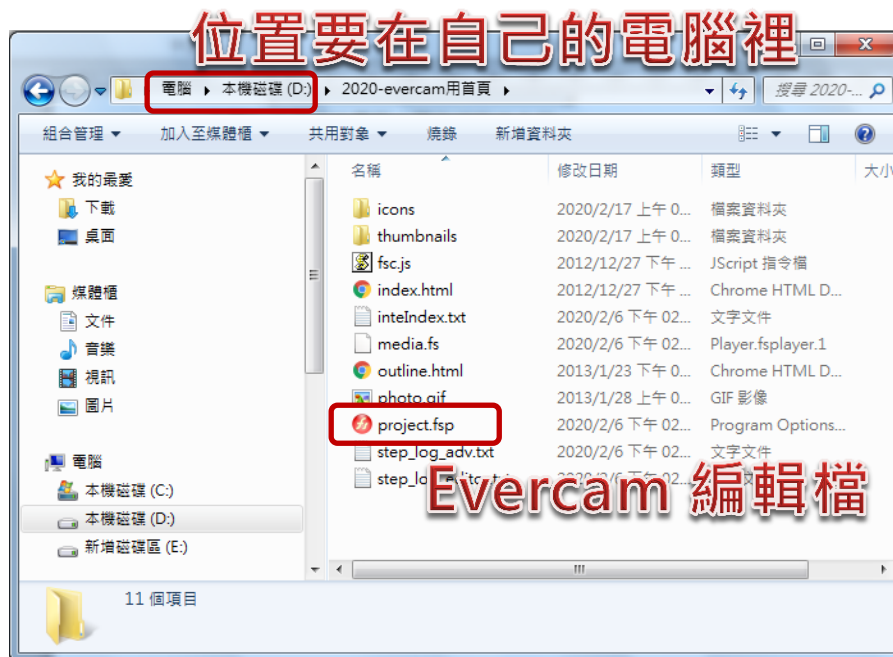 位置要在自己的電腦裡
電腦 ▸ 本機磁碟 (D:) ▸ 2020-evercam用首頁 ▸
搜尋 2020-...
組合管理 ▼ 加入至媒體櫃 ▼ 共用對象 ▼ 燒錄 新增資料夾
名稱 修改日期 類型 大小
我的最愛
下載
桌面
媒體櫃
文件
音樂
視訊
圖片
電腦
本機磁碟 (C:)
本機磁碟 (D:)
新增磁碟區 (E:)
icons 2020/2/17 上午 0... 檔案資料夾
thumbnails 2020/2/17 上午 0... 檔案資料夾
fsc.js 2012/12/27 下午 ... JScript 指令檔
index.html 2012/12/27 下午 ... Chrome HTML D...
inteIndex.txt 2020/2/6 下午 02... 文字文件
media.fs 2020/2/6 下午 02... Player.fsplayer.1
outline.html 2013/1/23 下午 0... Chrome HTML D...
photo.gif 2013/1/28 上午 0... GIF 影像
project.fsp 2020/2/6 下午 02... Program Options...
step_log_adv.txt 2020/2/6 下午 02... 文字文件
Evercam 編輯檔
11 個項目